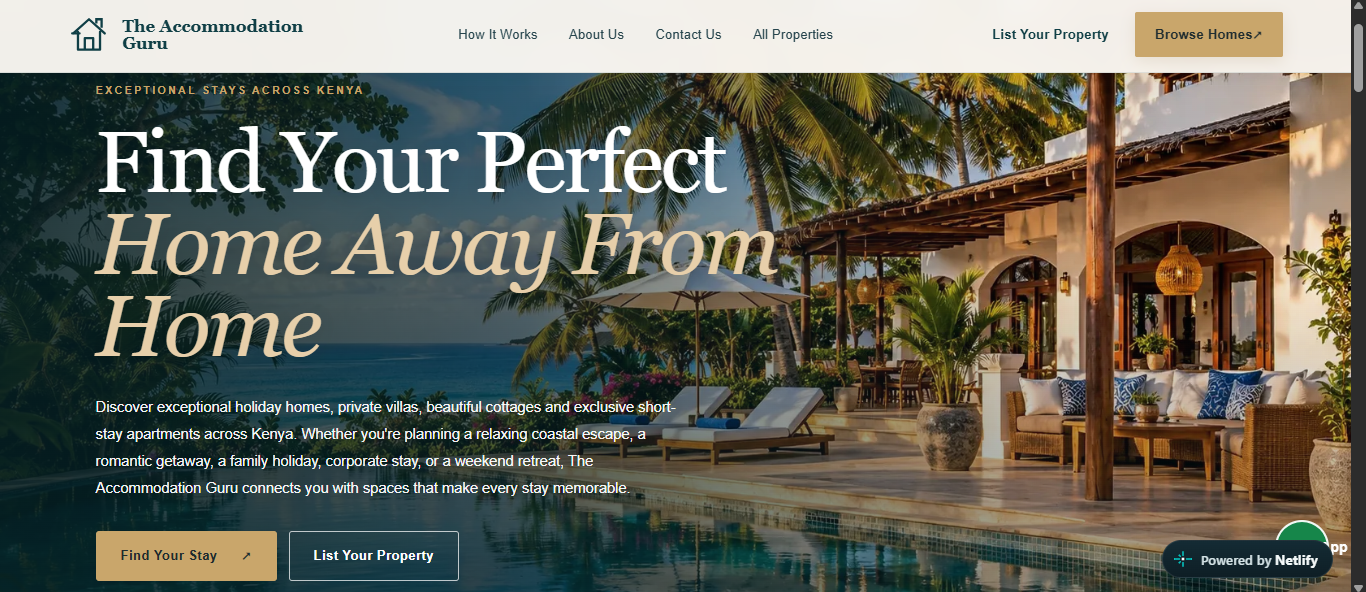 The Accommodation
Guru
How It Works
About Us
Contact Us
All Properties
List Your Property
Browse Homes↗
EXCEPTIONAL STAYS ACROSS KENYA
Find Your Perfect
Home Away From
Home
Discover exceptional holiday homes, private villas, beautiful cottages and exclusive short-
stay apartments across Kenya. Whether you're planning a relaxing coastal escape, a
romantic getaway, a family holiday, corporate stay, or a weekend retreat, The
Accommodation Guru connects you with spaces that make every stay memorable.
Find Your Stay ↗
List Your Property
Powered by Netlify